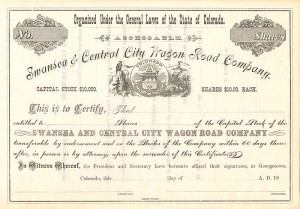 Organized Under the General Laws of the State of Colorado.
No.
Shares
ASSESSABLE.
Swansea & Central City Wagon Road Company.
CAPITAL STOCK $10,000.
SHARES $10.00 EACH.
This is to Certify, That
entitled to Shares of the Capital Stock of the
SWANSEA AND CENTRAL CITY WAGON ROAD COMPANY
transferable by endorsement and on the Books of the Company within 60 days there-
after, in person or by attorney, upon the surrender of this Certificate.
In Witness Whereof, the President and Secretary have hereunto affixed their signatures, at Georgetown,
Colorado, this day of A. D. 18